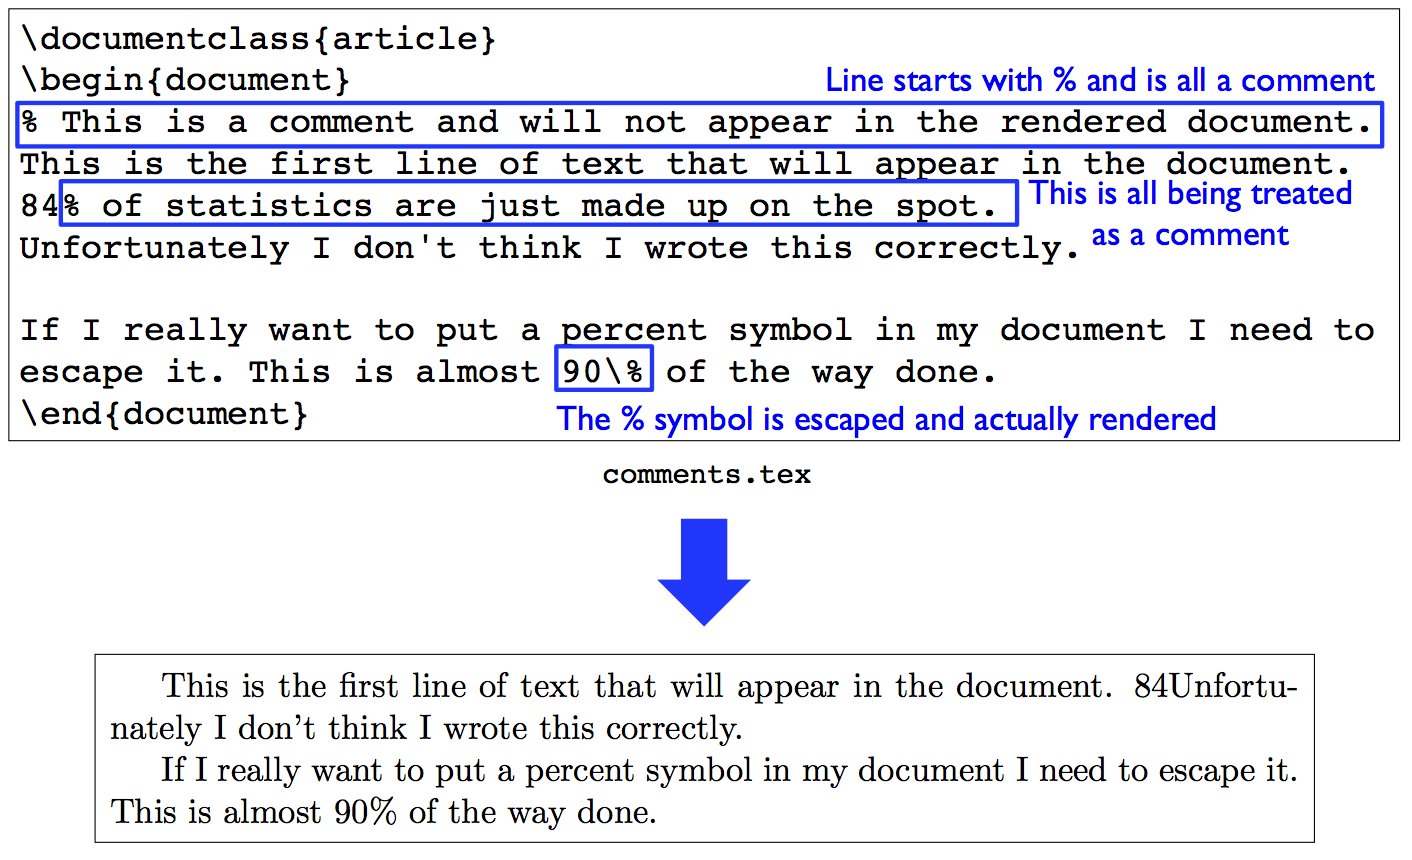 \documentclass{article}
\begin{document}
Line starts with % and is all a comment
% This is a comment and will not appear in the rendered document.
This is the first line of text that will appear in the document.
84% of statistics are just made up on the spot.
This is all being treated
as a comment
Unfortunately I don't think I wrote this correctly.
If I really want to put a percent symbol in my document I need to
escape it. This is almost 90\% of the way done.
\end{document}
The % symbol is escaped and actually rendered
comments.tex
This is the first line of text that will appear in the document. 84Unfortu-
nately I don’t think I wrote this correctly.
If I really want to put a percent symbol in my document I need to escape it.
This is almost 90% of the way done.